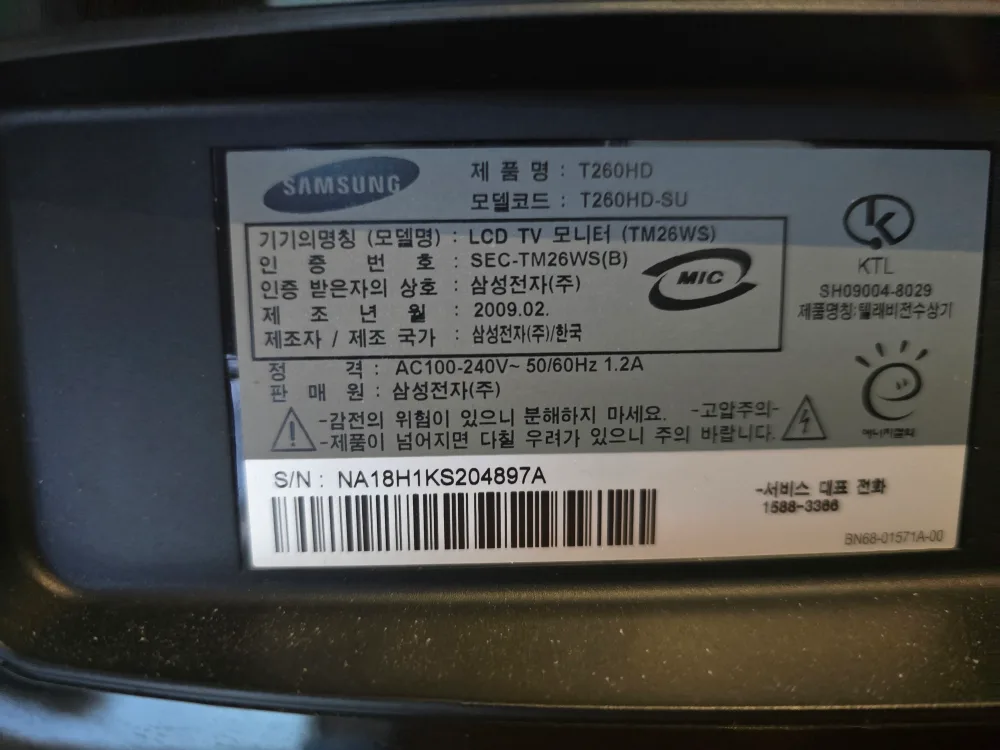 SAMSUNG
제 품 명 : T260HD
모델코드 : T260HD-SU
기기의명칭 (모델명) : LCD TV 모니터 (TM26WS)
인 증 번 호 : SEC-TM26WS(B)
인증 받은자의 상호 : 삼성전자(주)
제 조 년 월 : 2009.02.
제조자 / 제조 국가 : 삼성전자(주)/한국
MIC
정 격 : AC100-240V~ 50/60Hz 1.2A
판 매 원 : 삼성전자(주)
-감전의 위험이 있으니 분해하지 마세요. -고압주의-
-제품이 넘어지면 다칠 우려가 있으니 주의 바랍니다.
KTL
SH09004-8029
제품명칭:텔레비전수상기
S/N : NA18H1KS204897A
-서비스 대표 전화
1588-3366
BN68-01571A-00